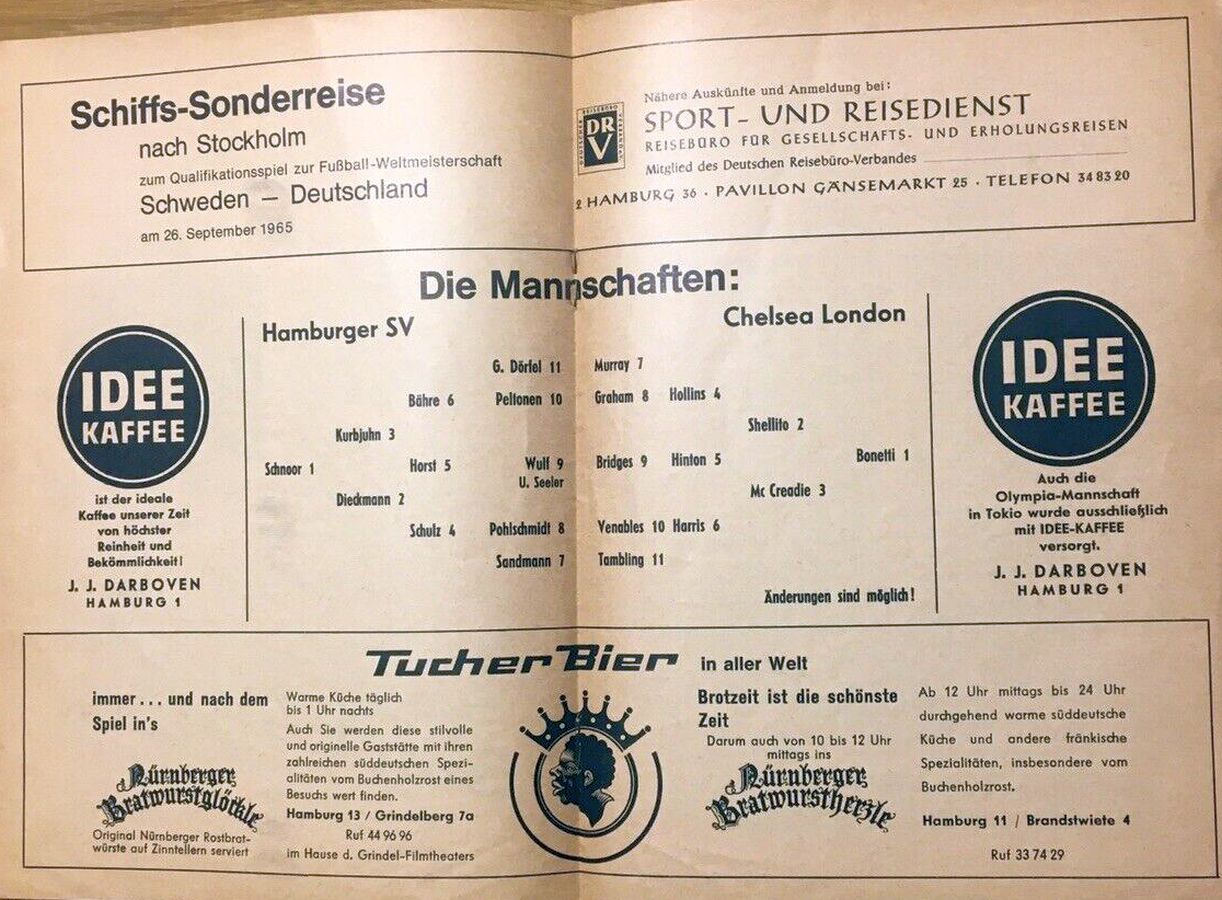 Schiffs-Sonderreise
nach Stockholm
zum Qualifikationsspiel zur Fußball-Weltmeisterschaft
Schweden — Deutschland
am 26. September 1965
DEUTSCHER REISEBÜRO VERBAND E.V.
DRV
Nähere Auskünfte und Anmeldung bei:
SPORT- UND REISEDIENST
REISEBÜRO FÜR GESELLSCHAFTS- UND ERHOLUNGSREISEN
Mitglied des Deutschen Reisebüro-Verbandes
2 HAMBURG 36 · PAVILLON GÄNSEMARKT 25 · TELEFON 34 83 20
Die Mannschaften:
IDEE
KAFFEE
ist der ideale
Kaffee unserer Zeit
von höchster
Reinheit und
Bekömmlichkeit!
J. J. DARBOVEN
HAMBURG 1
Hamburger SV
G. Dörfel 11
Bähre 6 Peltonen 10
Kurbjuhn 3
Schnoor 1 Horst 5 Wulf 9
U. Seeler
Dieckmann 2
Schulz 4 Pohlschmidt 8
Sandmann 7
Chelsea London
Murray 7
Graham 8 Hollins 4
Shellito 2
Bridges 9 Hinton 5 Bonetti 1
Mc Creadie 3
Venables 10 Harris 6
Tambling 11
Änderungen sind möglich!
IDEE
KAFFEE
Auch die
Olympia-Mannschaft
in Tokio wurde ausschließlich
mit IDEE-KAFFEE
versorgt.
J. J. DARBOVEN
HAMBURG 1
Tucher Bier in aller Welt
immer... und nach dem
Spiel in's
Nürnberger
Bratwurstglöckle
Original Nürnberger Rostbrat-
würste auf Zinntellern serviert
Warme Küche täglich
bis 1 Uhr nachts
Auch Sie werden diese stilvolle
und originelle Gaststätte mit ihren
zahlreichen süddeutschen Spezi-
alitäten vom Buchenholzrost eines
Besuchs wert finden.
Hamburg 13 / Grindelberg 7a
Ruf 44 96 96
im Hause d. Grindel-Filmtheaters
Brotzeit ist die schönste
Zeit
Darum auch von 10 bis 12 Uhr
mittags ins
Nürnberger
Bratwurstherzle
Ab 12 Uhr mittags bis 24 Uhr
durchgehend warme süddeutsche
Küche und andere fränkische
Spezialitäten, insbesondere vom
Buchenholzrost.
Hamburg 11 / Brandstwiete 4
Ruf 33 74 29